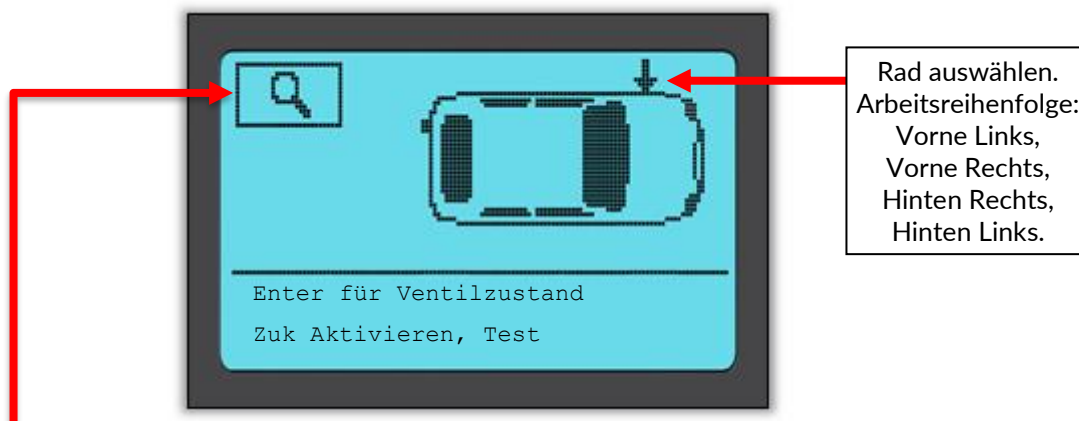 Rad auswählen.
Arbeitsreihenfolge:
Vorne Links,
Vorne Rechts,
Hinten Rechts,
Hinten Links.
Enter für Ventilzustand
Zuk Aktivieren, Test